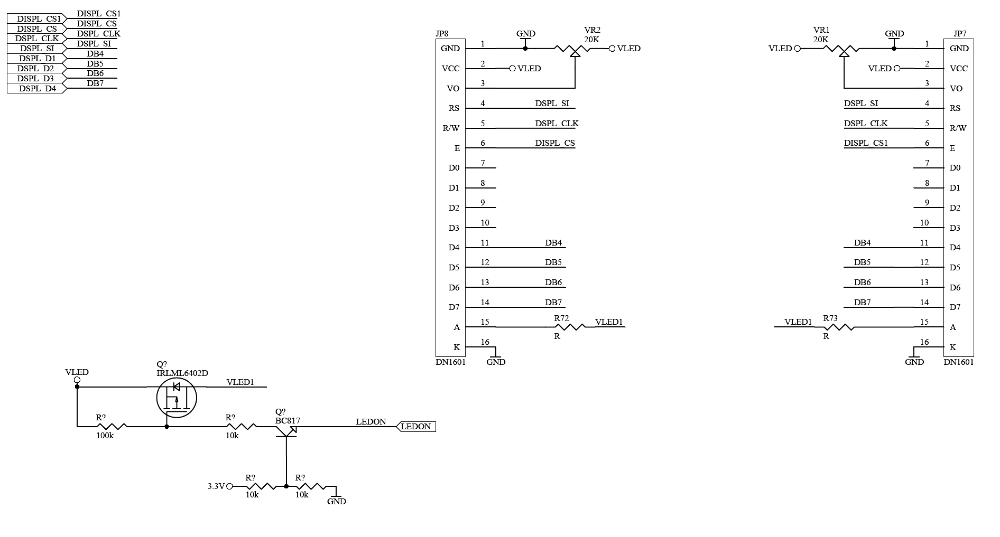 DISPL_CS1 DISPL_CS1
DISPL_CS DISPL_CS
DSPL_CLK DSPL_CLK
DSPL_SI DSPL_SI
DSPL_D1 DB4
DSPL_D2 DB5
DSPL_D3 DB6
DSPL_D4 DB7
JP8
GND 1
VCC 2
VO 3
RS 4 DSPL_SI
R/W 5 DSPL_CLK
E 6 DISPL_CS
D0 7
D1 8
D2 9
D3 10
D4 11 DB4
D5 12 DB5
D6 13 DB6
D7 14 DB7
A 15
K 16
DN1601
GND
VR2
20K
VLED
VLED
R72
R
VLED1
GND
VR1
20K
VLED
GND
VLED
JP7
1 GND
2 VCC
3 VO
DSPL_SI 4 RS
DSPL_CLK 5 R/W
DISPL_CS1 6 E
7 D0
8 D1
9 D2
10 D3
DB4 11 D4
DB5 12 D5
DB6 13 D6
DB7 14 D7
VLED1
R73
R
15 A
16 K
GND
DN1601
VLED
Q?
IRLML6402D
VLED1
R?
100k
R?
10k
Q?
BC817
LEDON
LEDON
3.3V
R?
10k
R?
10k
GND